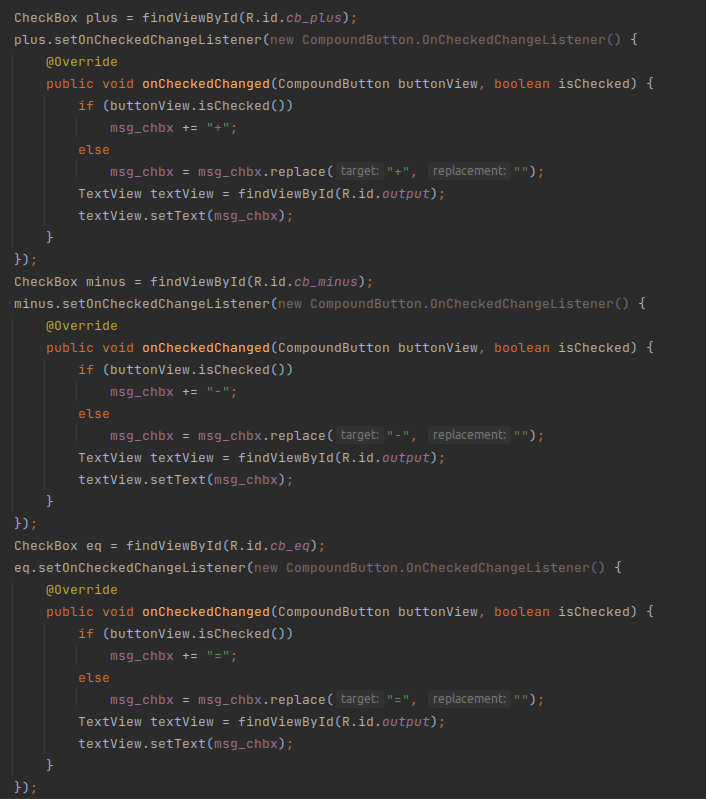 CheckBox plus = findViewById(R.id.cb_plus);
plus.setOnCheckedChangeListener(new CompoundButton.OnCheckedChangeListener() {
    @Override
    public void onCheckedChanged(CompoundButton buttonView, boolean isChecked) {
        if (buttonView.isChecked())
            msg_chbx += "+";
        else
            msg_chbx = msg_chbx.replace( target: "+", replacement: "");
        TextView textView = findViewById(R.id.output);
        textView.setText(msg_chbx);
    }
});
CheckBox minus = findViewById(R.id.cb_minus);
minus.setOnCheckedChangeListener(new CompoundButton.OnCheckedChangeListener() {
    @Override
    public void onCheckedChanged(CompoundButton buttonView, boolean isChecked) {
        if (buttonView.isChecked())
            msg_chbx += "-";
        else
            msg_chbx = msg_chbx.replace( target: "-", replacement: "");
        TextView textView = findViewById(R.id.output);
        textView.setText(msg_chbx);
    }
});
CheckBox eq = findViewById(R.id.cb_eq);
eq.setOnCheckedChangeListener(new CompoundButton.OnCheckedChangeListener() {
    @Override
    public void onCheckedChanged(CompoundButton buttonView, boolean isChecked) {
        if (buttonView.isChecked())
            msg_chbx += "=";
        else
            msg_chbx = msg_chbx.replace( target: "=", replacement: "");
        TextView textView = findViewById(R.id.output);
        textView.setText(msg_chbx);
    }
});